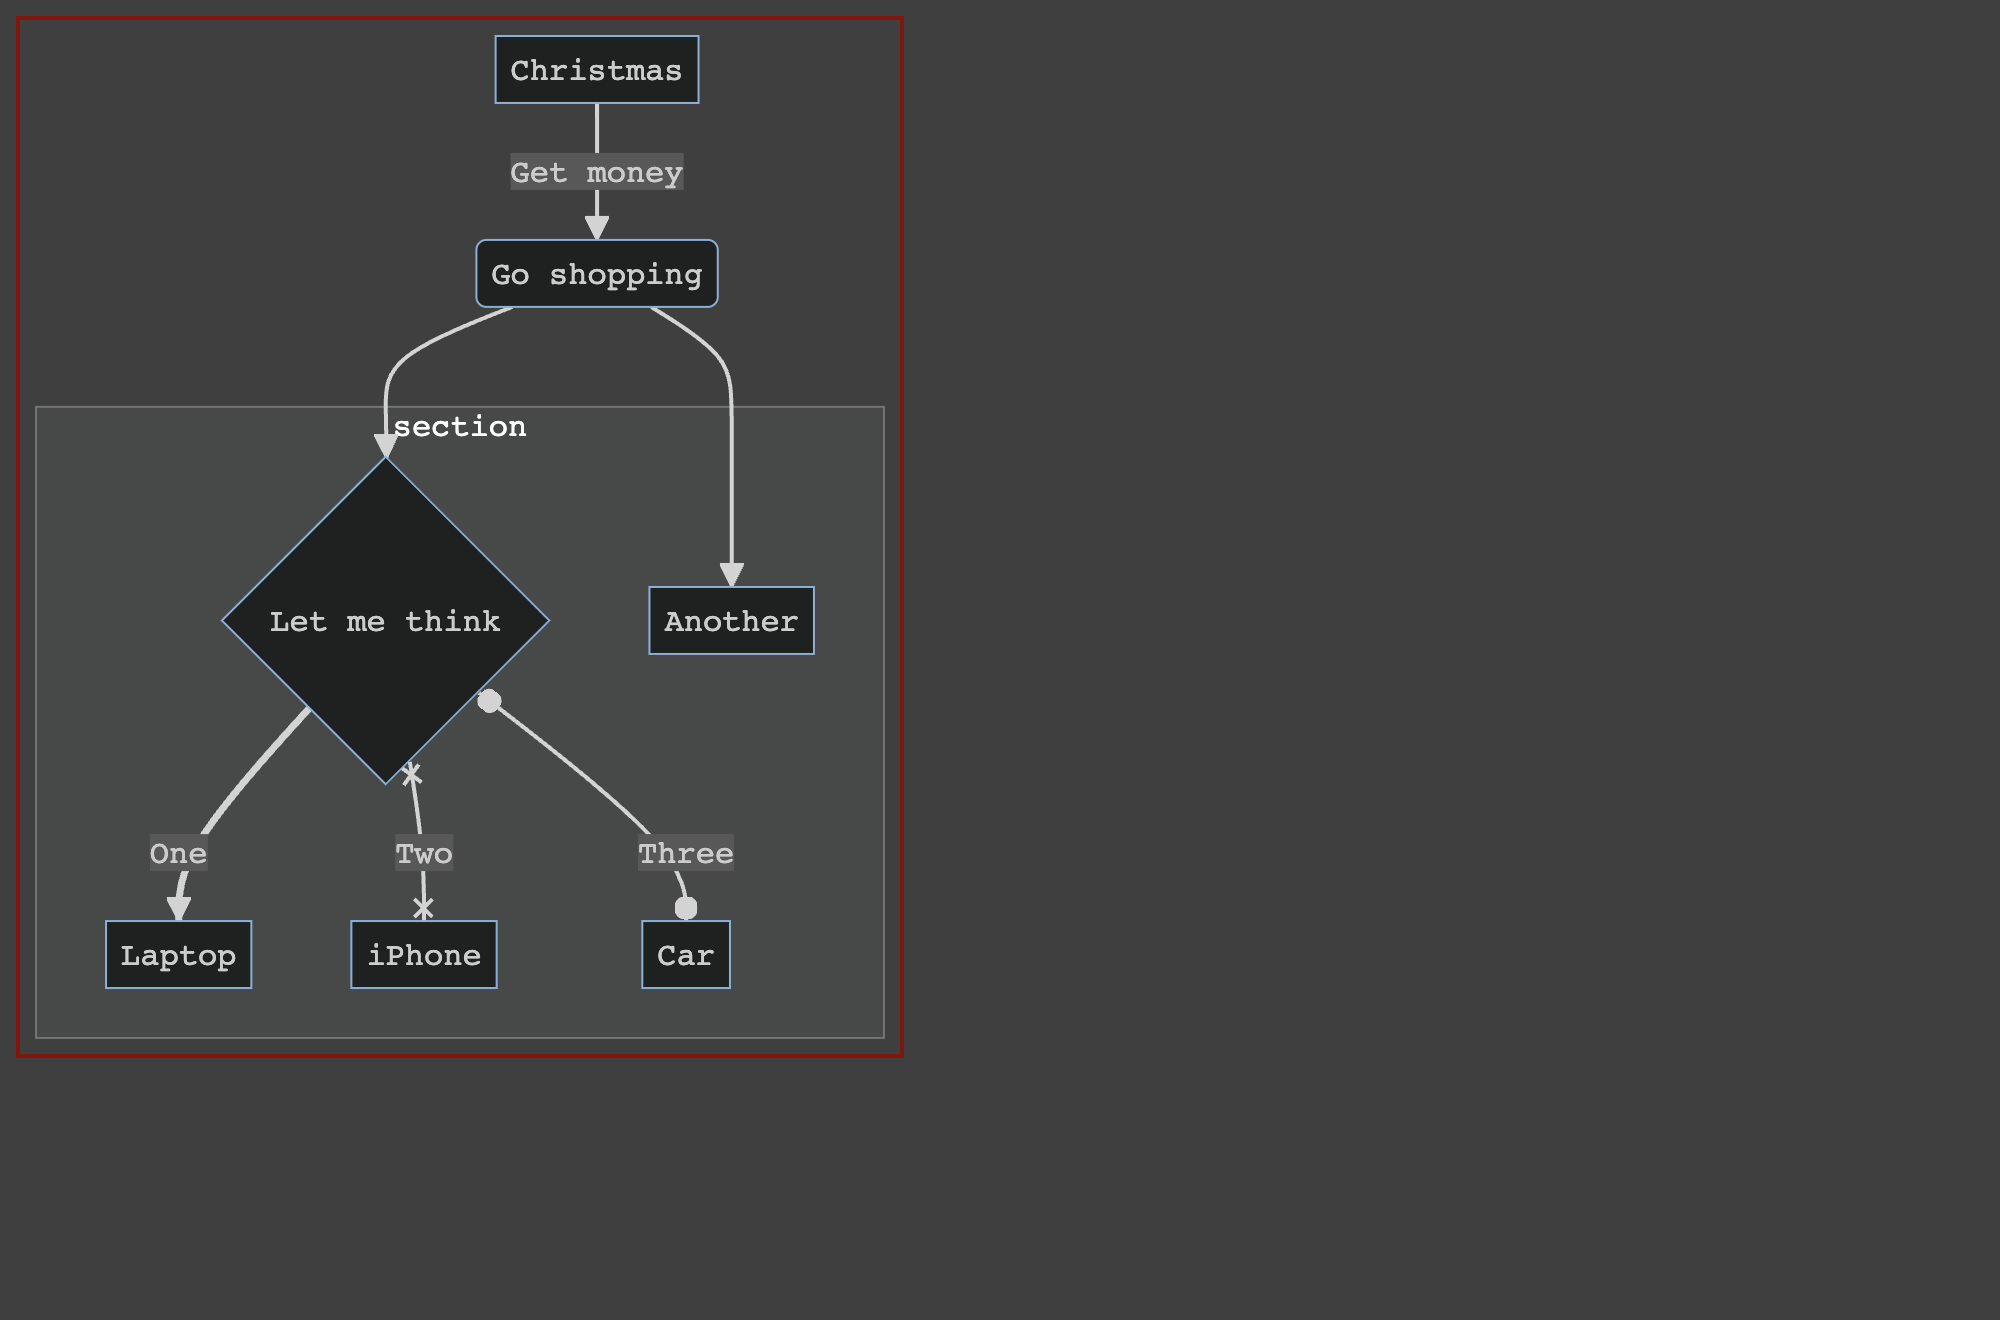 Christmas
Get money
Go shopping
section
Let me think
Another
One
Two
Three
Laptop
iPhone
Car